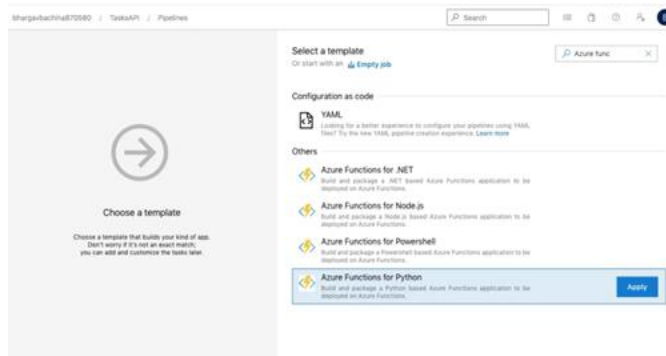 bhargavbachina870580 / TasksAPI / Pipelines
Search
Select a template
Or start with an Empty job
Azure func
Configuration as code
YAML
Looking for a better experience to configure your pipelines using YAML
files? Try the new YAML pipeline creation experience. Learn more
Others
Azure Functions for .NET
Build and package a .NET based Azure Functions application to be
deployed on Azure Functions.
Azure Functions for Node.js
Build and package a Node.js based Azure Functions application to be
deployed on Azure Functions.
Azure Functions for Powershell
Build and package a Powershell based Azure Functions application to be
deployed on Azure Functions.
Azure Functions for Python
Build and package a Python based Azure Functions application to be
deployed on Azure Functions.
Apply
Choose a template
Choose a template that builds your kind of app.
Don't worry if it's not an exact match;
you can add and customize the tasks later.